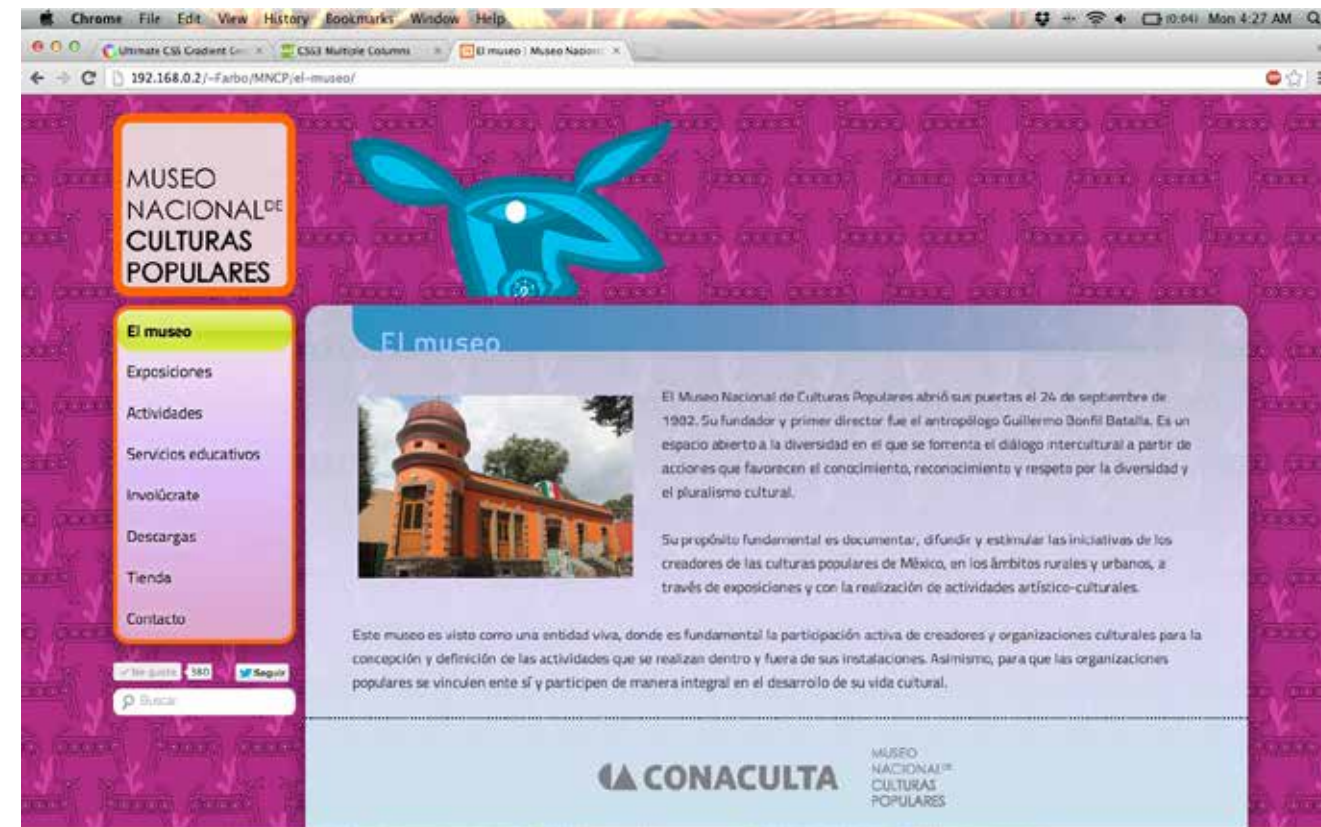 Chrome File Edit View History Bookmarks Window Help (0:04) Mon 4:27 AM
Ultimate CSS Gradient Ge CSS3 Multiple Columns El museo | Museo Nacion
192.168.0.2/~Farbo/MNCP/el-museo/
MUSEO
NACIONAL DE
CULTURAS
POPULARES
El museo
Exposiciones
Actividades
Servicios educativos
Involúcrate
Descargas
Tienda
Contacto
Me gusta 580 Seguir
Buscar
El museo
El Museo Nacional de Culturas Populares abrió sus puertas el 24 de septiembre de
1982. Su fundador y primer director fue el antropólogo Guillermo Bonfil Batalla. Es un
espacio abierto a la diversidad en el que se fomenta el diálogo intercultural a partir de
acciones que favorecen el conocimiento, reconocimiento y respeto por la diversidad y
el pluralismo cultural.
Su propósito fundamental es documentar, difundir y estimular las iniciativas de los
creadores de las culturas populares de México, en los ámbitos rurales y urbanos, a
través de exposiciones y con la realización de actividades artístico-culturales.
Este museo es visto como una entidad viva, donde es fundamental la participación activa de creadores y organizaciones culturales para la
concepción y definición de las actividades que se realizan dentro y fuera de sus instalaciones. Asimismo, para que las organizaciones
populares se vinculen ente sí y participen de manera integral en el desarrollo de su vida cultural.
CONACULTA
MUSEO
NACIONAL DE
CULTURAS
POPULARES